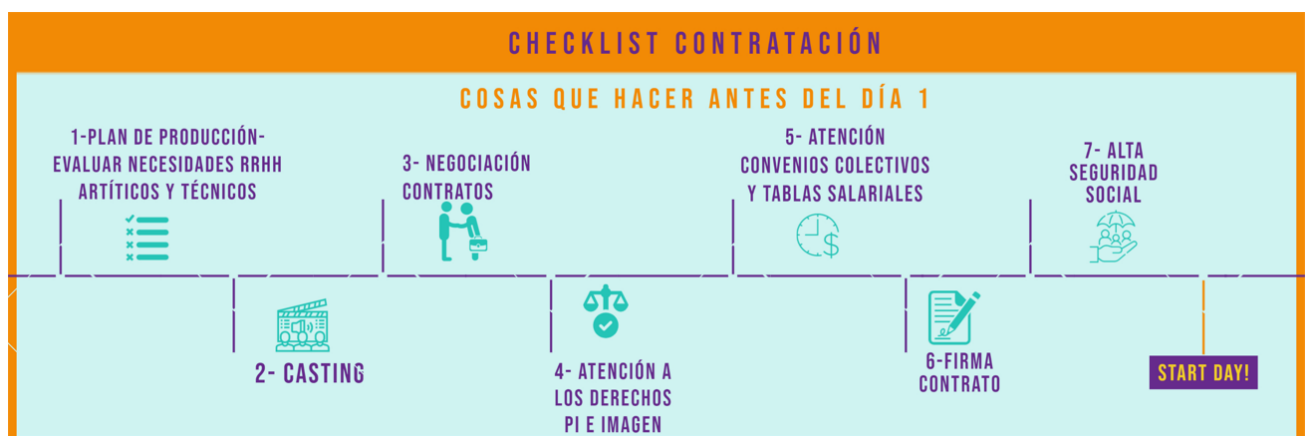 CHECKLIST CONTRATACIÓN
COSAS QUE HACER ANTES DEL DÍA 1
1-PLAN DE PRODUCCIÓN-
EVALUAR NECESIDADES RRHH
ARTÍTICOS Y TÉCNICOS
2- CASTING
3- NEGOCIACIÓN
CONTRATOS
4- ATENCIÓN A
LOS DERECHOS
PI E IMAGEN
5- ATENCIÓN
CONVENIOS COLECTIVOS
Y TABLAS SALARIALES
6-FIRMA
CONTRATO
7- ALTA
SEGURIDAD
SOCIAL
START DAY!